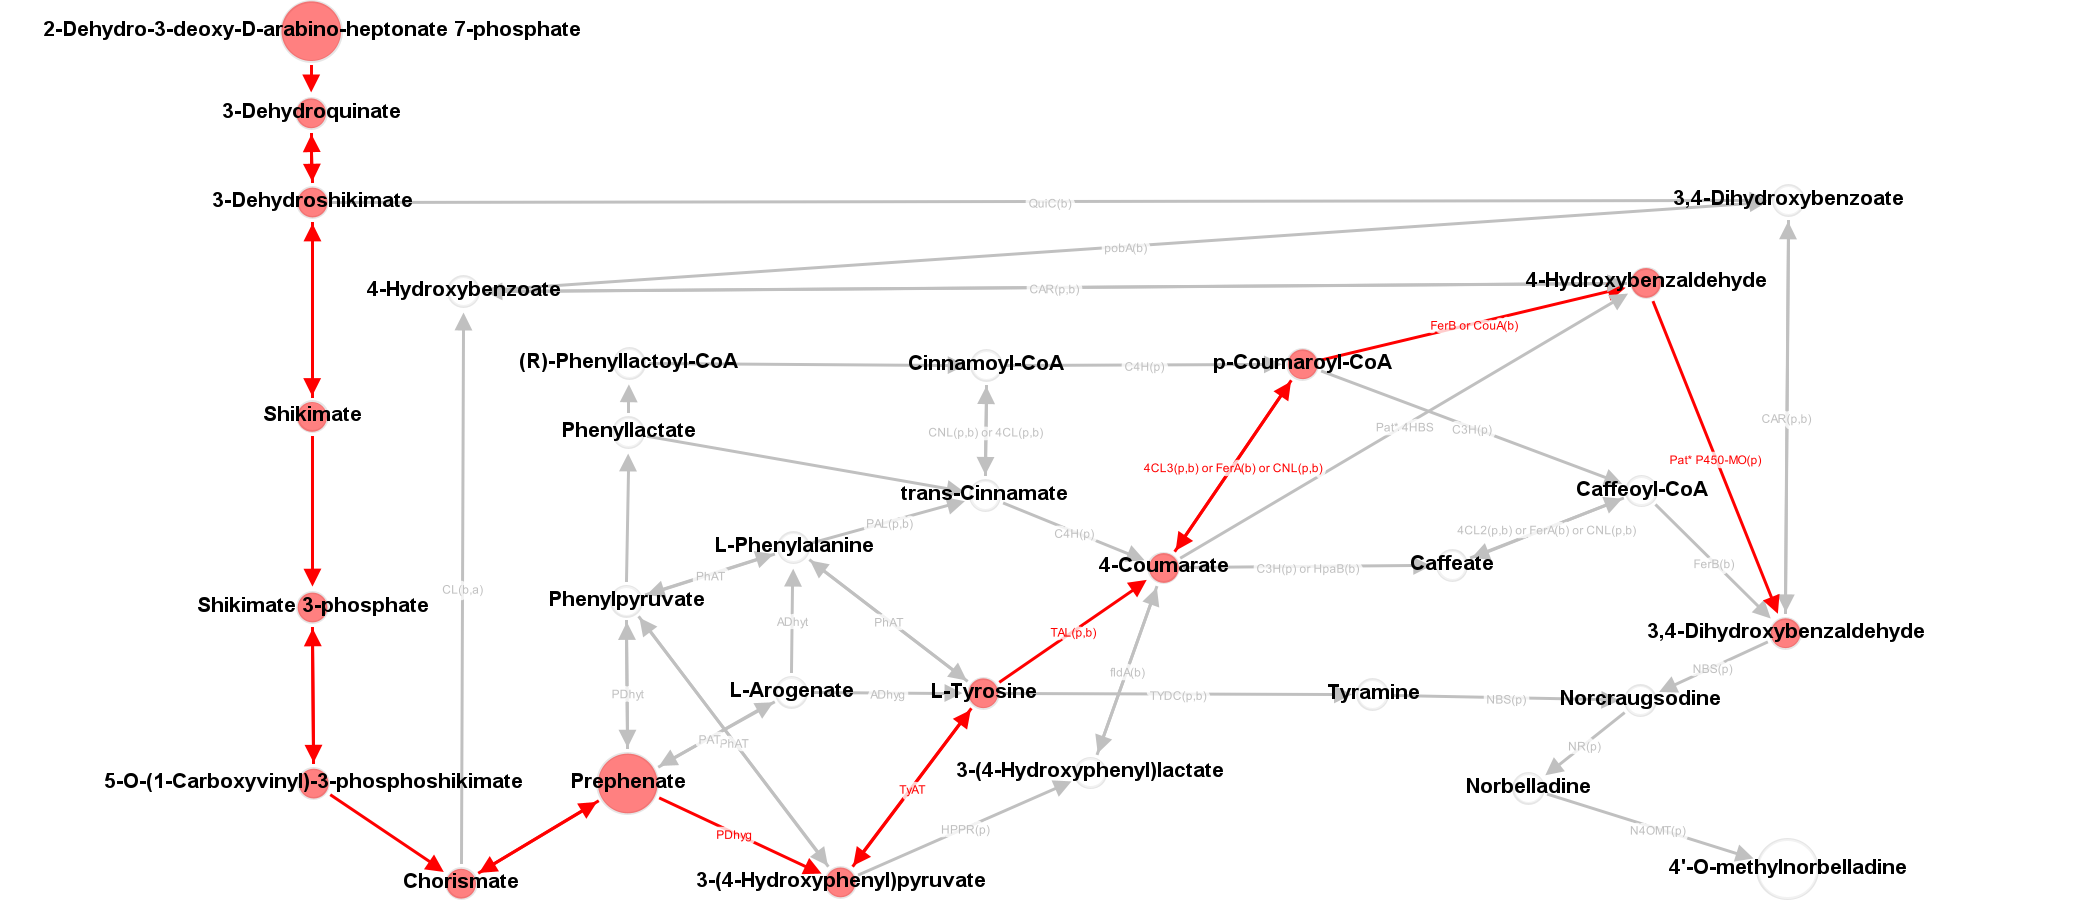 2-Dehydro-3-deoxy-D-arabino-heptonate 7-phosphate
3-Dehydroquinate
3-Dehydroshikimate
QuiC(b)
3,4-Dihydroxybenzoate
pobA(b)
4-Hydroxybenzoate
CAR(p,b)
4-Hydroxybenzaldehyde
FerB or CouA(b)
(R)-Phenyllactoyl-CoA
Cinnamoyl-CoA
C4H(p)
p-Coumaroyl-CoA
Shikimate
Phenyllactate
CNL(p,b) or 4CL(p,b)
Pat* 4HBS
C3H(p)
CAR(p,b)
4CL3(p,b) or FerA(b) or CNL(p,b)
Pat* P450-MO(p)
trans-Cinnamate
Caffeoyl-CoA
PAL(p,b)
C4H(p)
4CL2(p,b) or FerA(b) or CNL(p,b)
L-Phenylalanine
4-Coumarate
C3H(p) or HpaB(b)
Caffeate
FerB(b)
PhAT
CL(b,a)
Phenylpyruvate
Shikimate 3-phosphate
ADhyt
PhAT
TAL(p,b)
3,4-Dihydroxybenzaldehyde
fldA(b)
NBS(p)
PDhyt
L-Arogenate
ADhyg
L-Tyrosine
TYDC(p,b)
Tyramine
NBS(p)
Norcraugsodine
PAT
PhAT
NR(p)
5-O-(1-Carboxyvinyl)-3-phosphoshikimate
Prephenate
TyAT
3-(4-Hydroxyphenyl)lactate
Norbelladine
PDhyg
HPPR(p)
N4OMT(p)
Chorismate
3-(4-Hydroxyphenyl)pyruvate
4'-O-methylnorbelladine